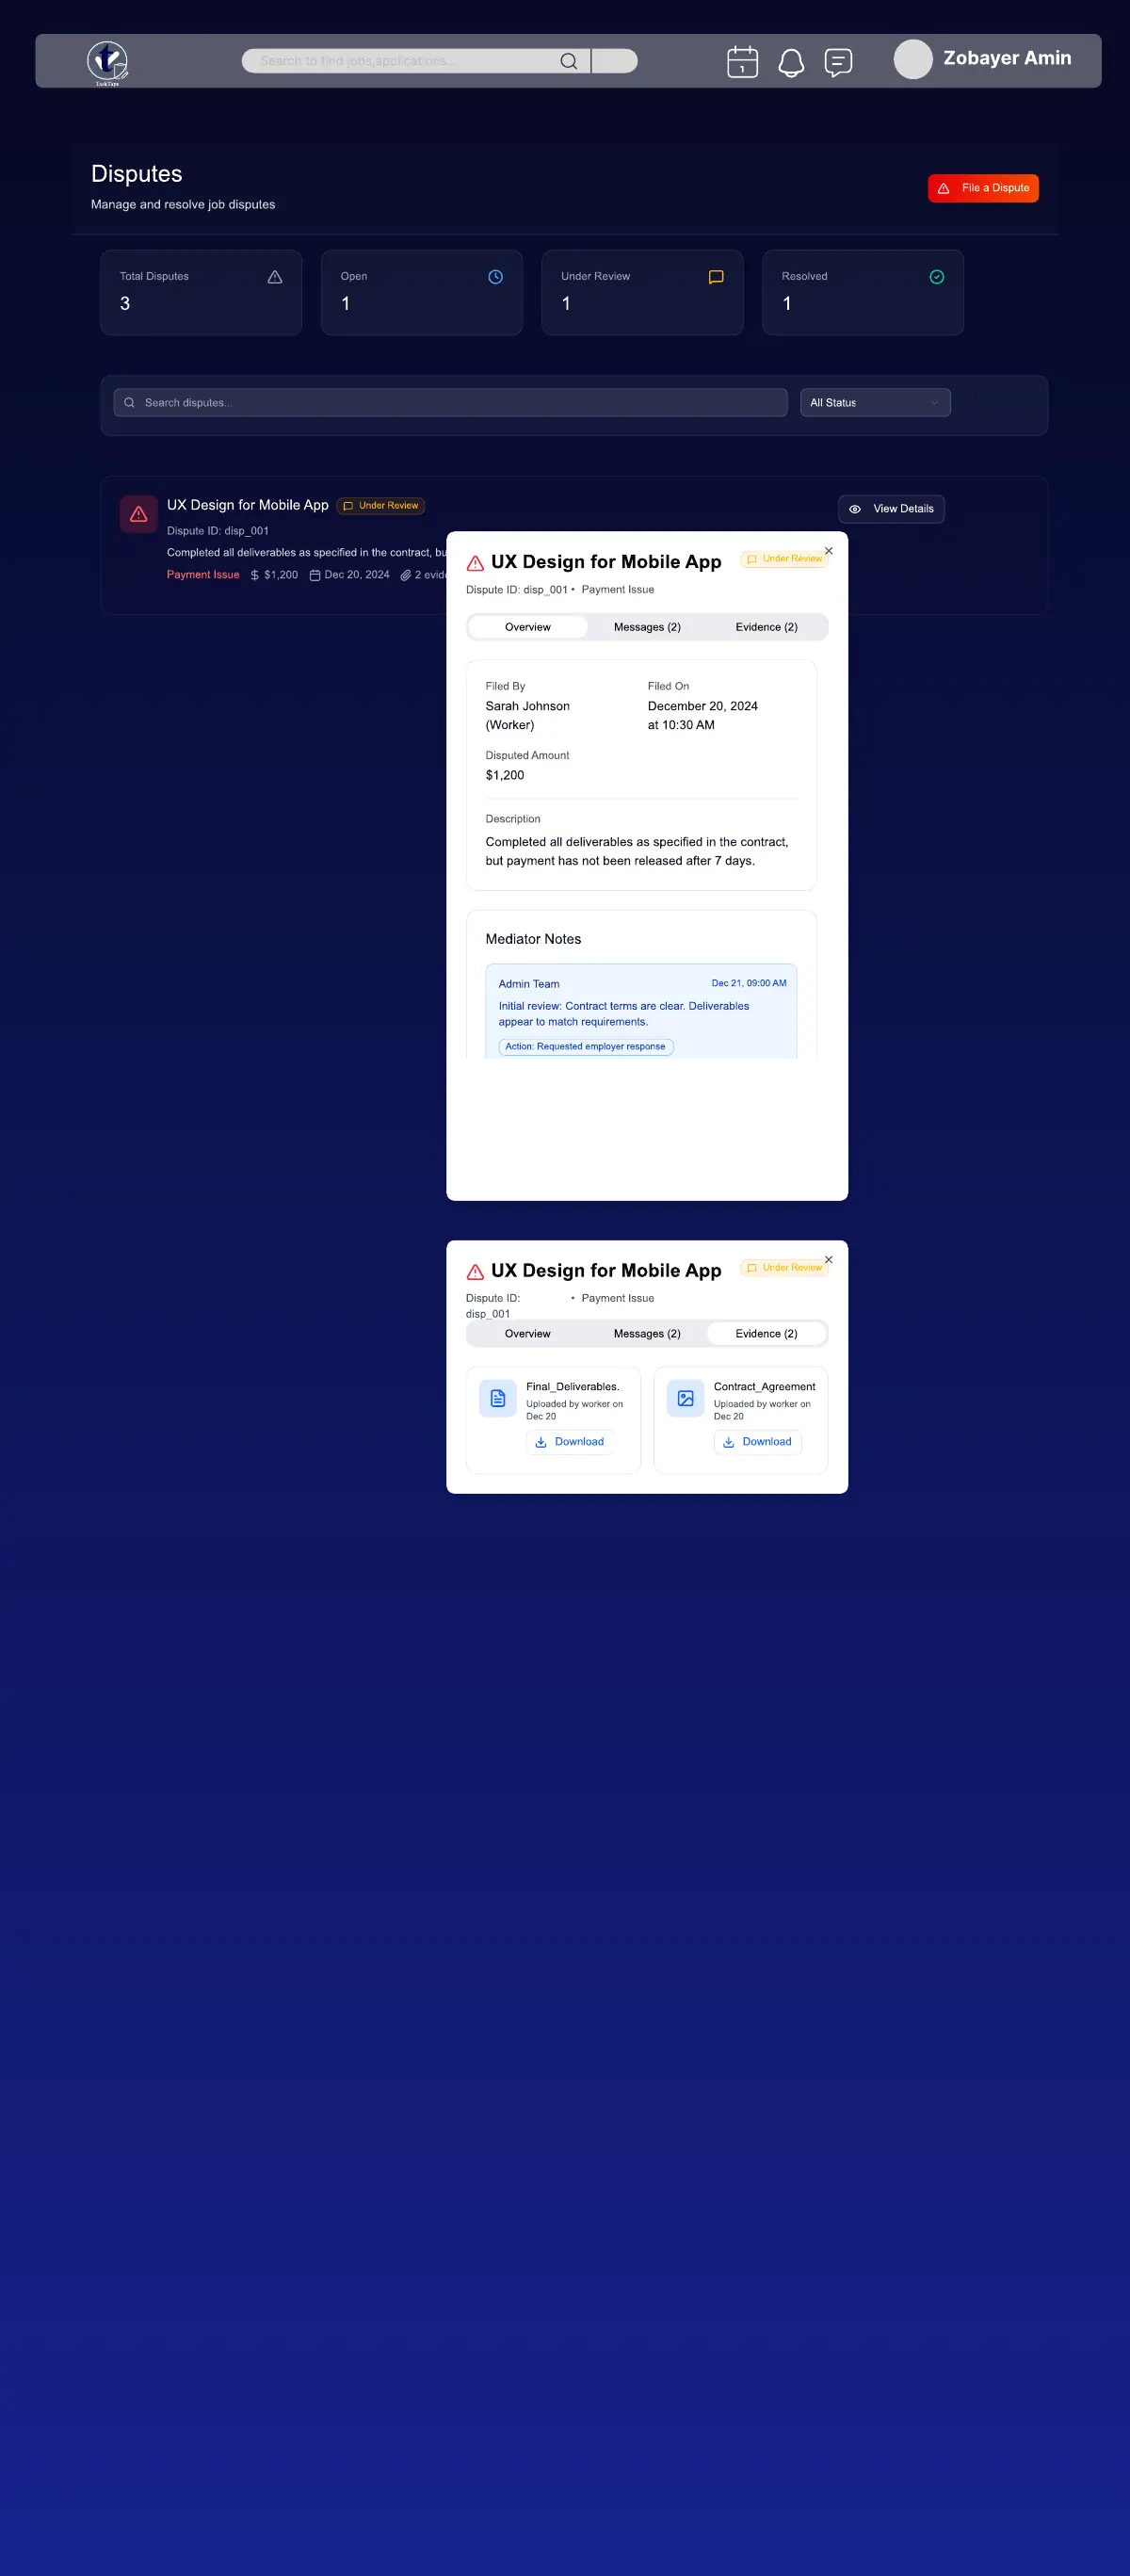 TaskTaps
Search to find jobs,applications...
1
Zobayer Amin
Disputes
Manage and resolve job disputes
File a Dispute
Total Disputes
3
Open
1
Under Review
1
Resolved
1
Search disputes...
All Status
UX Design for Mobile App
Under Review
View Details
Dispute ID: disp_001
Completed all deliverables as specified in the contract, bu
Payment Issue
$1,200
Dec 20, 2024
2 evide
UX Design for Mobile App
Under Review
Dispute ID: disp_001 • Payment Issue
Overview
Messages (2)
Evidence (2)
Filed By
Sarah Johnson
(Worker)
Filed On
December 20, 2024
at 10:30 AM
Disputed Amount
$1,200
Description
Completed all deliverables as specified in the contract,
but payment has not been released after 7 days.
Mediator Notes
Admin Team
Dec 21, 09:00 AM
Initial review: Contract terms are clear. Deliverables
appear to match requirements.
Action: Requested employer response
UX Design for Mobile App
Under Review
Dispute ID:
disp_001
• Payment Issue
Overview
Messages (2)
Evidence (2)
Final_Deliverables.
Uploaded by worker on
Dec 20
Download
Contract_Agreement
Uploaded by worker on
Dec 20
Download